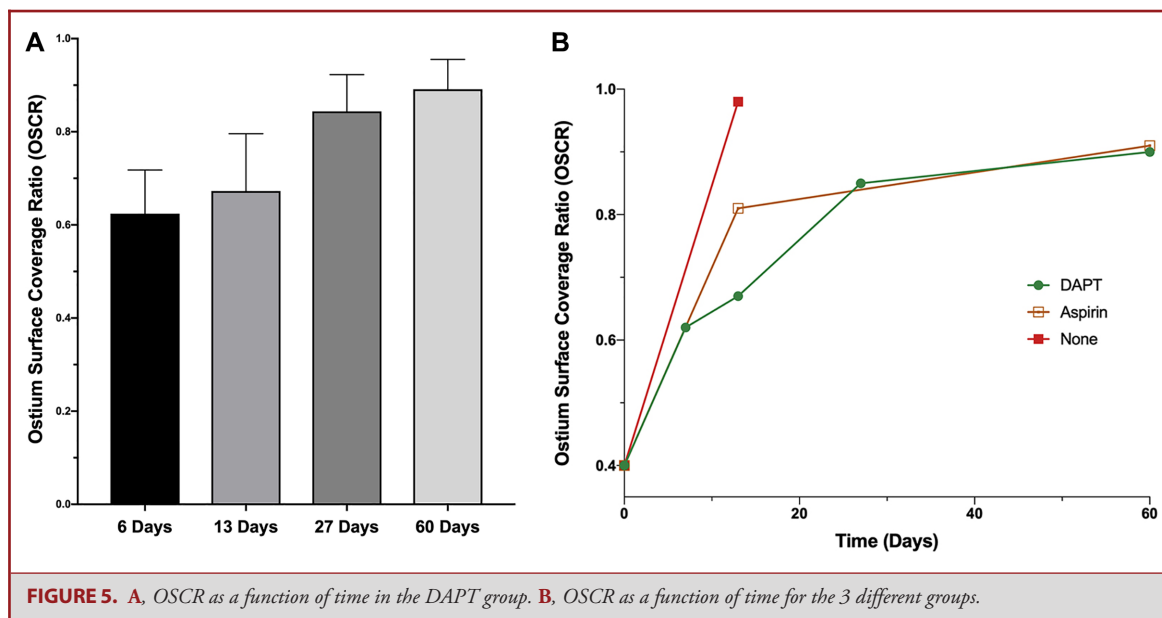 A
B
Ostium Surface Coverage Ratio (OSCR)
1.0
0.8
0.6
0.4
0.2
0.0
6 Days
13 Days
27 Days
60 Days
Ostium Surface Coverage Ratio (OSCR)
1.0
0.8
0.6
0.4
0
20
40
60
Time (Days)
DAPT
Aspirin
None
FIGURE 5. A, OSCR as a function of time in the DAPT group. B, OSCR as a function of time for the 3 different groups.